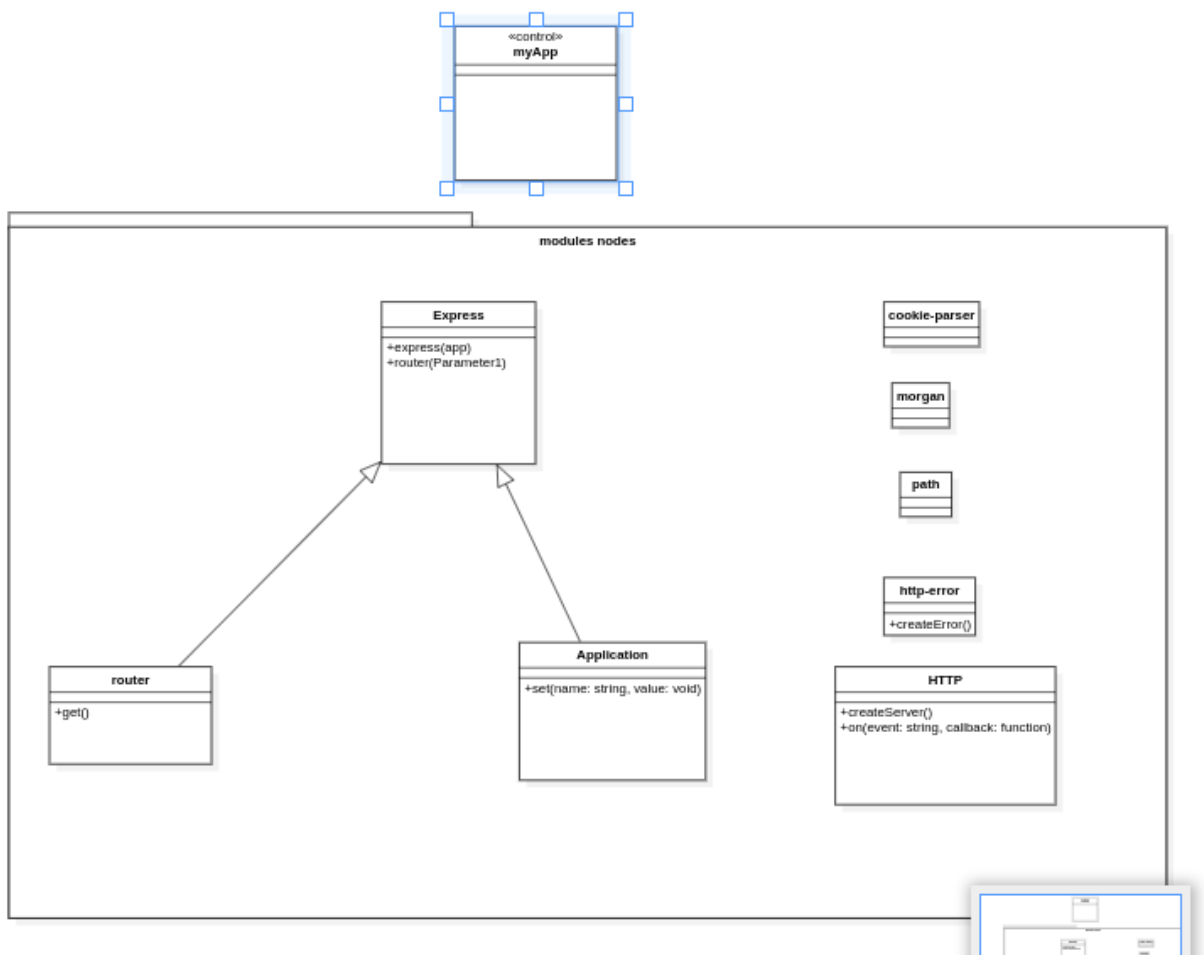 «control»
myApp
modules nodes
Express
+express(app)
+router(Parameter1)
cookie-parser
morgan
path
http-error
+createError()
router
+get()
Application
+set(name: string, value: void)
HTTP
+createServer()
+on(event: string, callback: function)